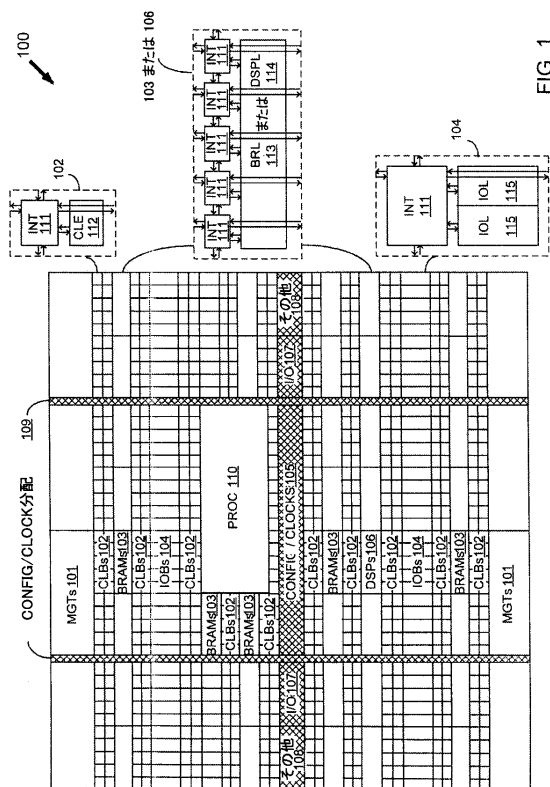 100
102
INT
111
CLE
112
103 または 106
INT
111
INT
111
INT
111
INT
111
INT
111
BRL
113
または
DSPL
114
104
INT
111
IOL
115
IOL
115
FIG. 1
CONFIG/CLOCK分配
109
MGTs 101
CLBs 102
BRAMs 103
CLBs 102
IOBs 104
CLBs 102
BRAMs 103
CLBs 102
BRAMs 103
CLBs 102
PROC 110
その他
108
I/O 107
CONFIG / CLOCKS 105
I/O 107
その他
108
CLBs 102
BRAMs 103
CLBs 102
DSPs 106
CLBs 102
IOBs 104
CLBs 102
BRAMs 103
CLBs 102
MGTs 101